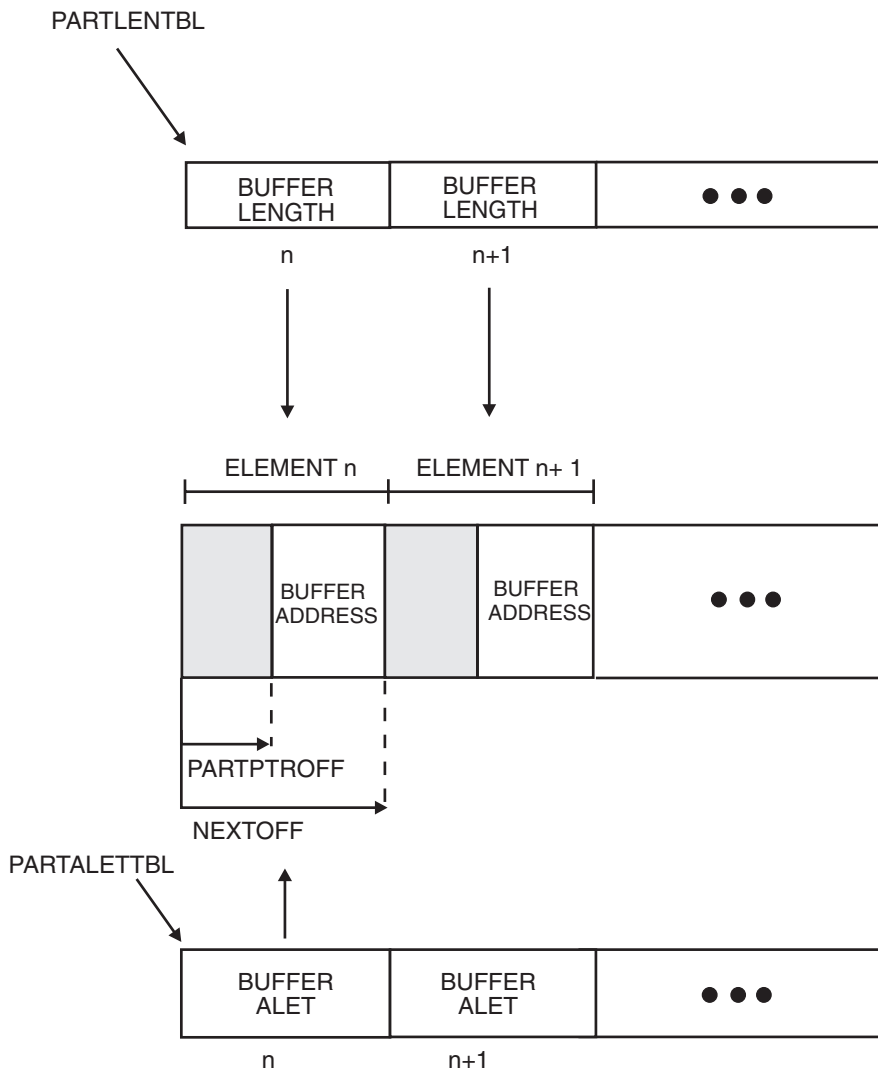 PARTLENTBL
BUFFER
LENGTH
BUFFER
LENGTH
n
n+1
ELEMENT n
ELEMENT n+ 1
BUFFER
ADDRESS
BUFFER
ADDRESS
PARTPTROFF
NEXTOFF
PARTALETTBL
BUFFER
ALET
BUFFER
ALET
n
n+1